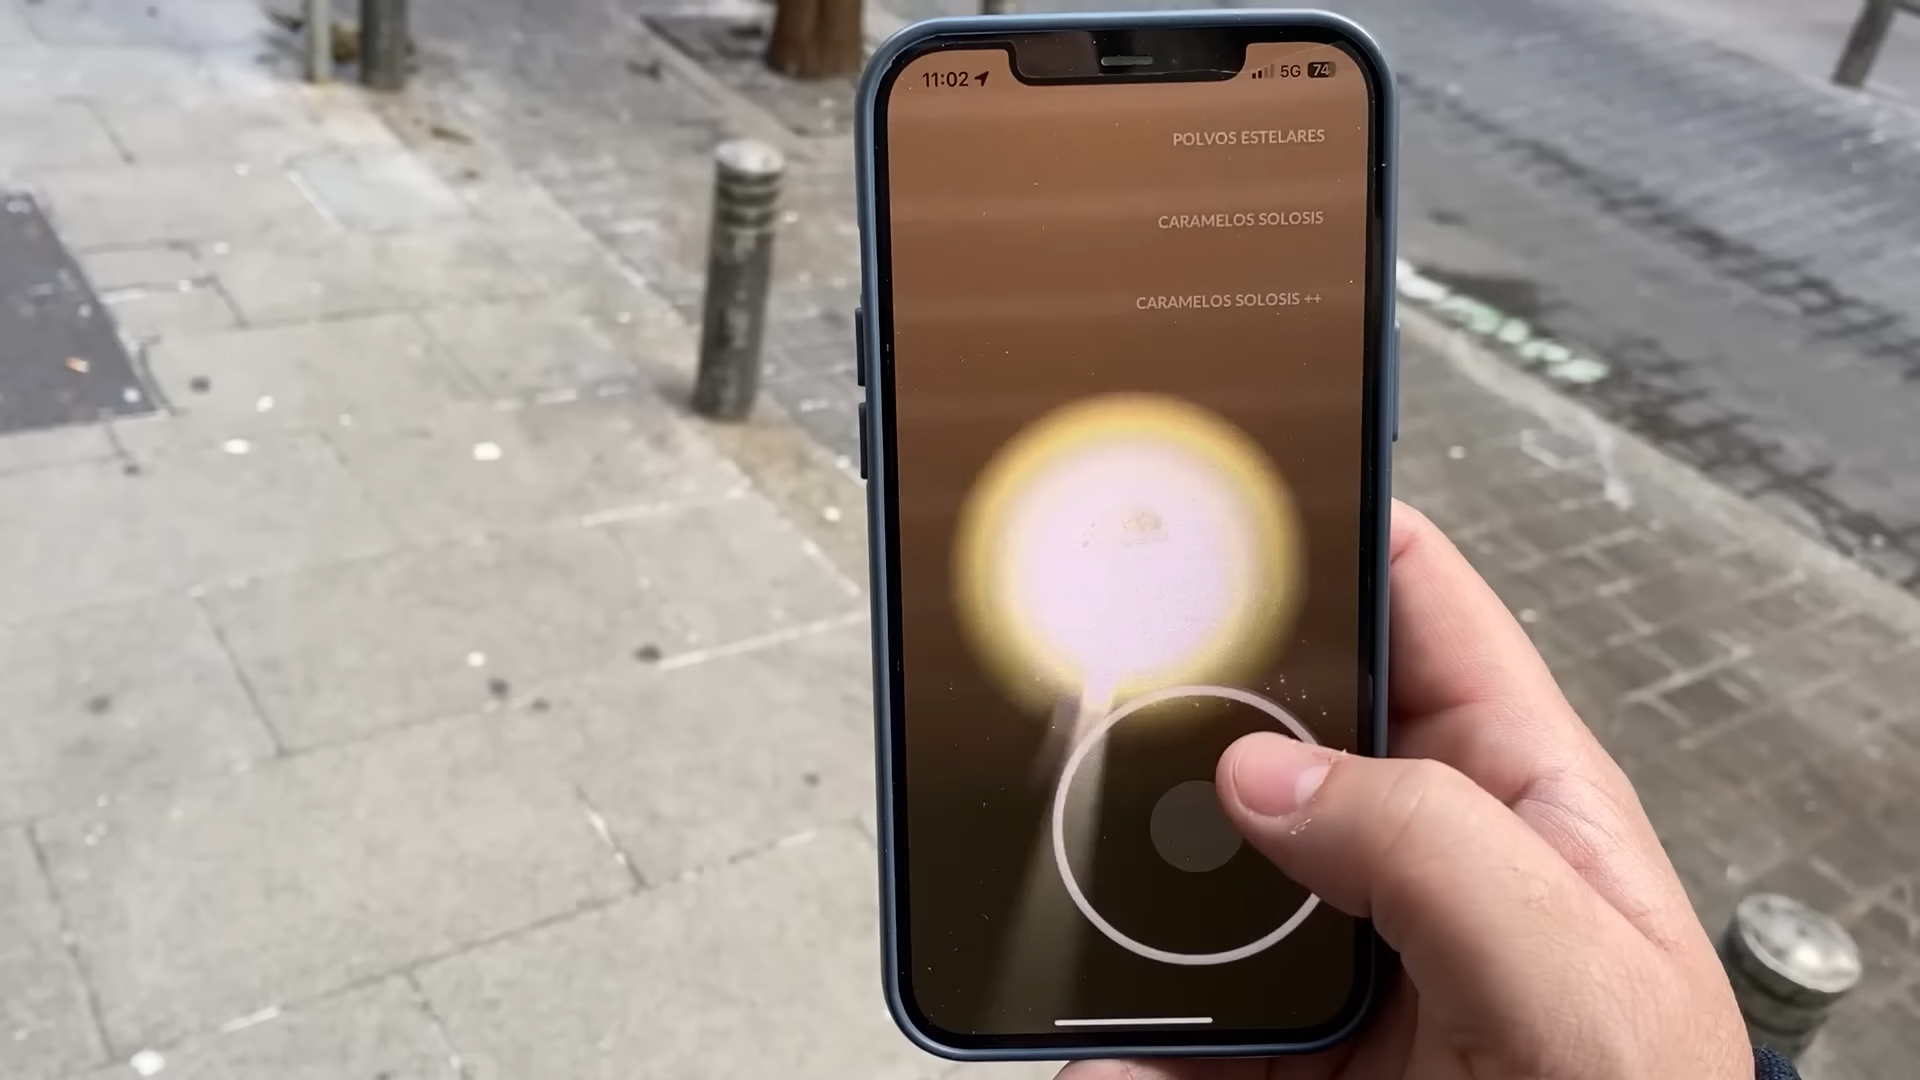 11:02
5G 74
POLVOS ESTELARES
CARAMELOS SOLOSIS
CARAMELOS SOLOSIS ++